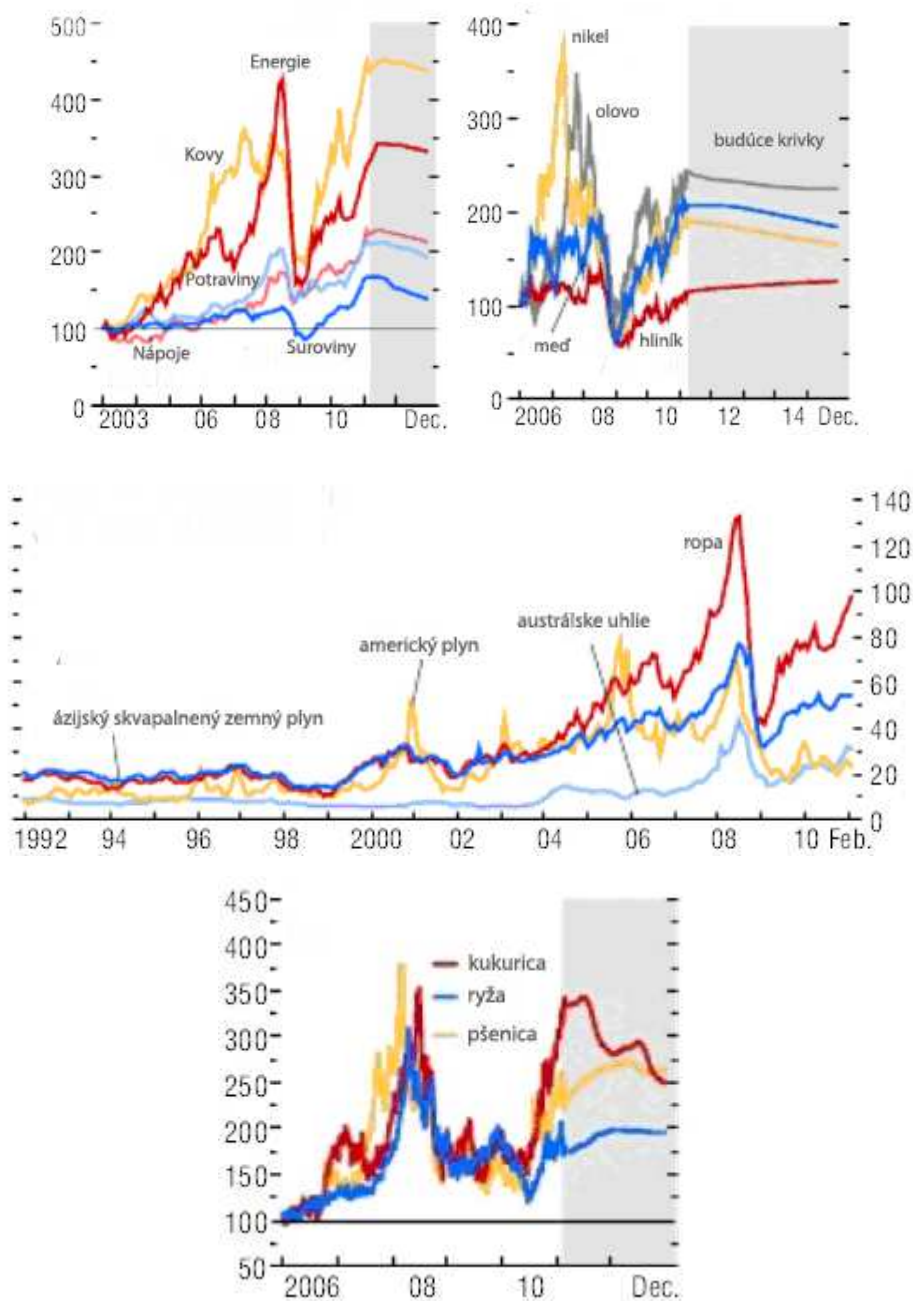 500
400
300
200
100
0
Energie
Kovy
Potraviny
Nápoje
Suroviny
2003 06 08 10 Dec.
400
300
200
100
0
nikel
olovo
budúce krivky
meď
hliník
2006 08 10 12 14 Dec.
140
120
100
80
60
40
20
0
ropa
austrálske uhlie
americký plyn
ázijský skvapalnený zemný plyn
1992 94 96 98 2000 02 04 06 08 10 Feb.
450
400
350
300
250
200
150
100
50
kukurica
ryža
pšenica
2006 08 10 Dec.